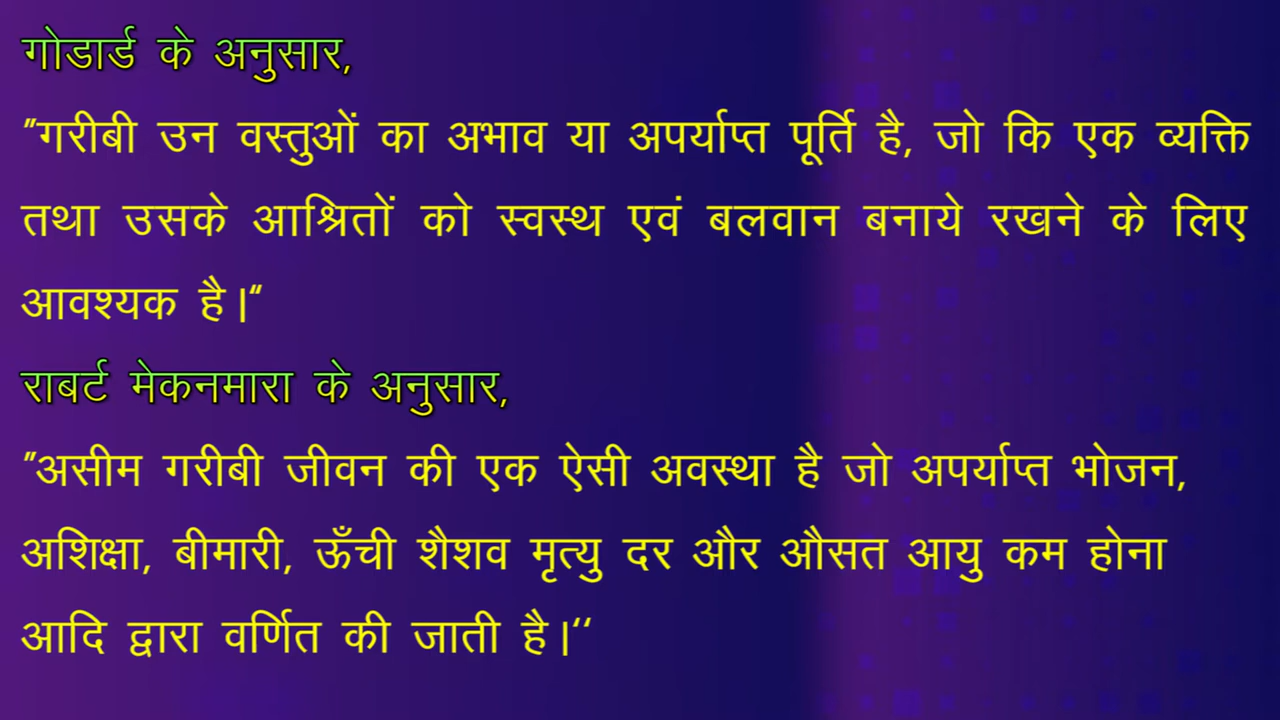 गोडार्ड के अनुसार,
"गरीबी उन वस्तुओं का अभाव या अपर्याप्त पूर्ति है, जो कि एक व्यक्ति
तथा उसके आश्रितों को स्वस्थ एवं बलवान बनाये रखने के लिए
आवश्यक है।"
राबर्ट मेकनमारा के अनुसार,
"असीम गरीबी जीवन की एक ऐसी अवस्था है जो अपर्याप्त भोजन,
अशिक्षा, बीमारी, ऊँची शैशव मृत्यु दर और औसत आयु कम होना
आदि द्वारा वर्णित की जाती है।’’